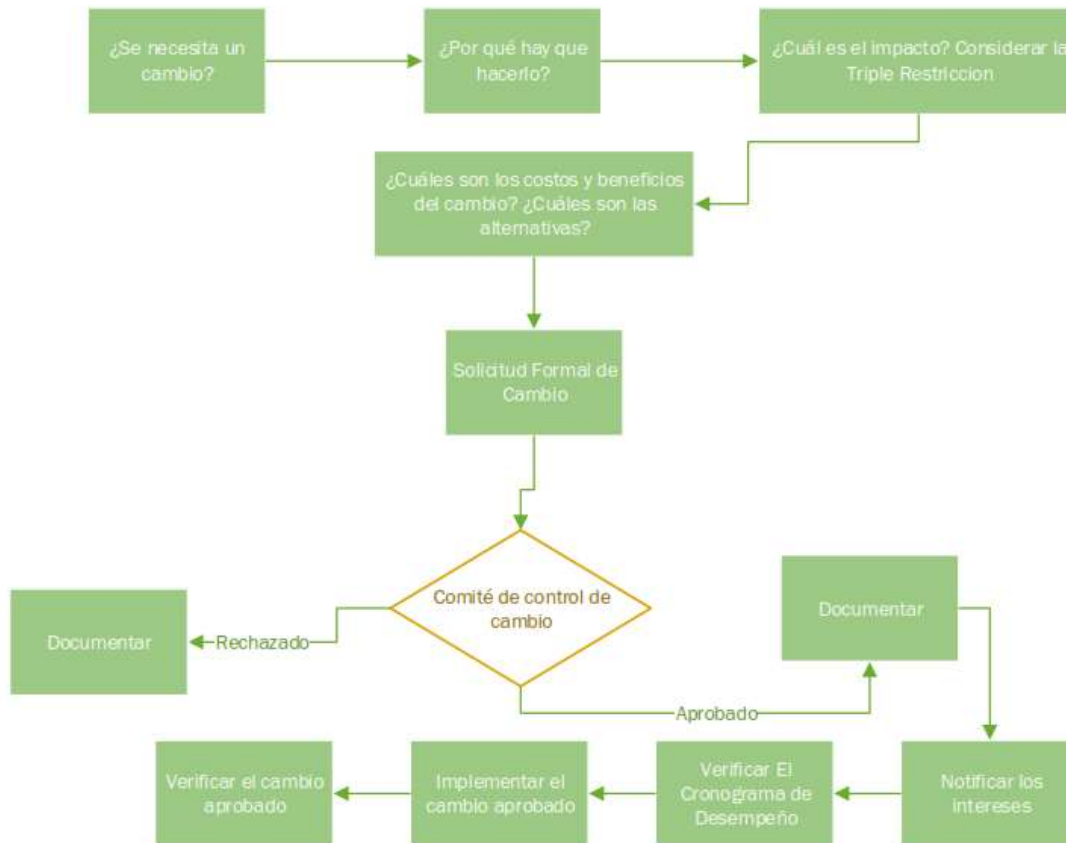 ¿Se necesita un
cambio?
¿Por qué hay que
hacerlo?
¿Cuál es el impacto? Considerar la
Triple Restriccion
¿Cuáles son los costos y beneficios
del cambio? ¿Cuáles son las
alternativas?
Solicitud Formal de
Cambio
Comité de control de
cambio
Rechazado
Documentar
Aprobado
Documentar
Notificar los
intereses
Verificar El
Cronograma de
Desempeño
Implementar el
cambio aprobado
Verificar el cambio
aprobado